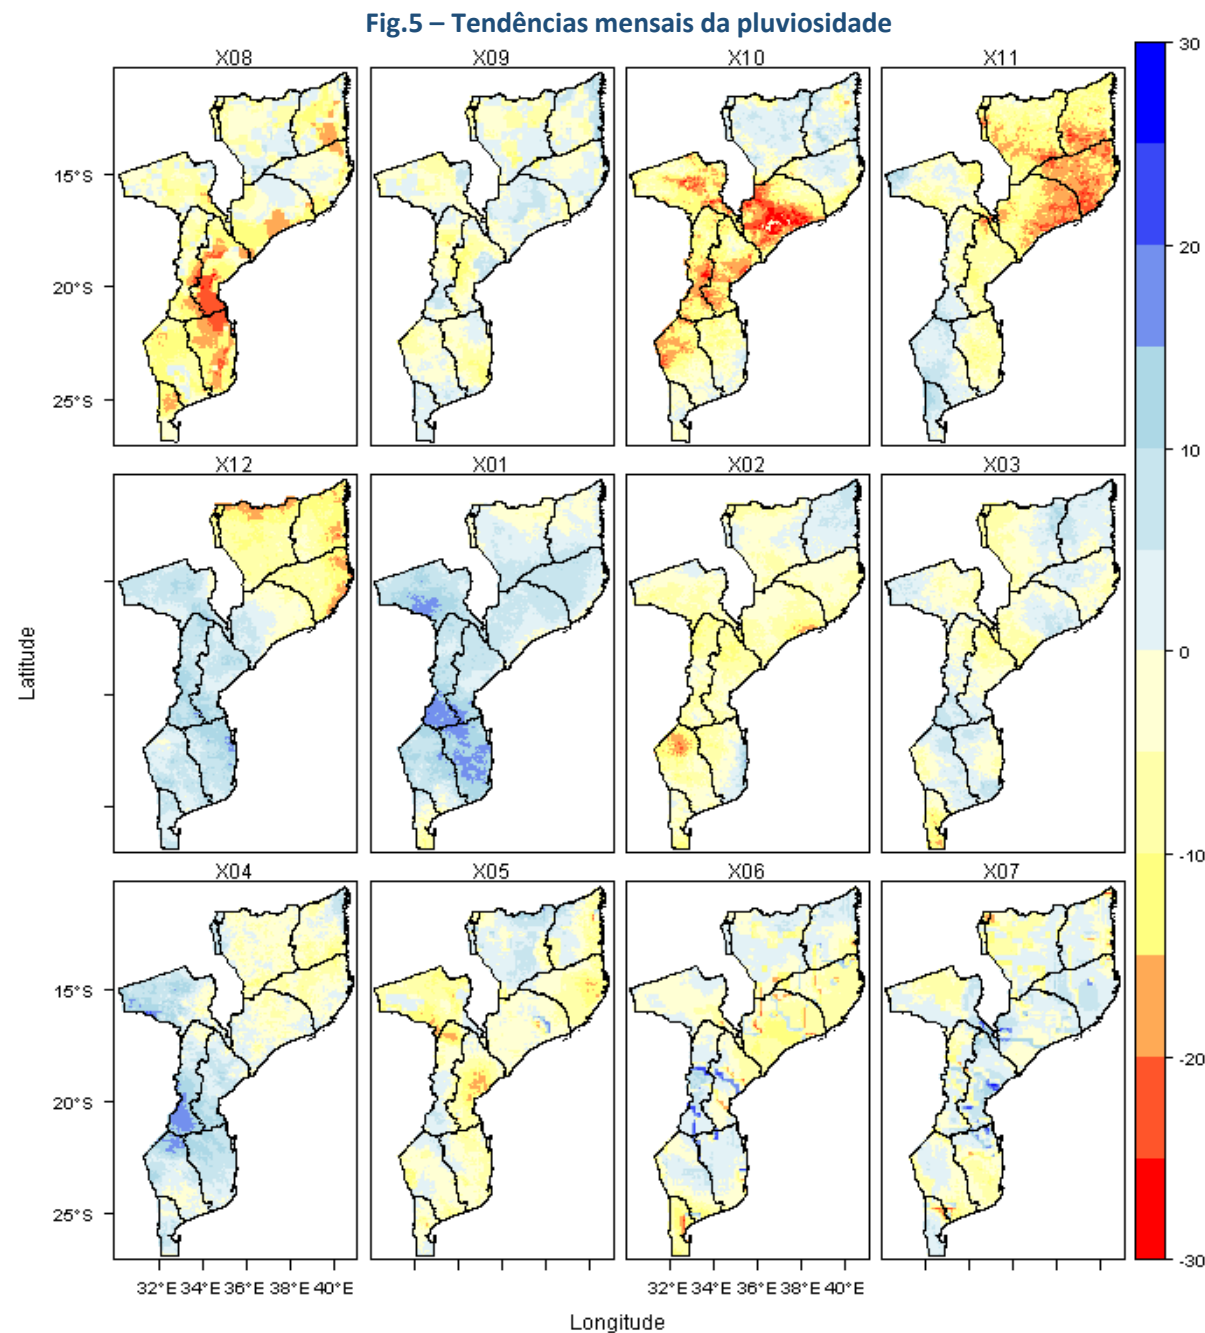 Fig.5 – Tendências mensais da pluviosidade
X08 X09 X10 X11
15°S
20°S
25°S
X12 X01 X02 X03
X04 X05 X06 X07
15°S
20°S
25°S
32°E 34°E 36°E 38°E 40°E 32°E 34°E 36°E 38°E 40°E
Latitude
Longitude
30
20
10
0
-10
-20
-30